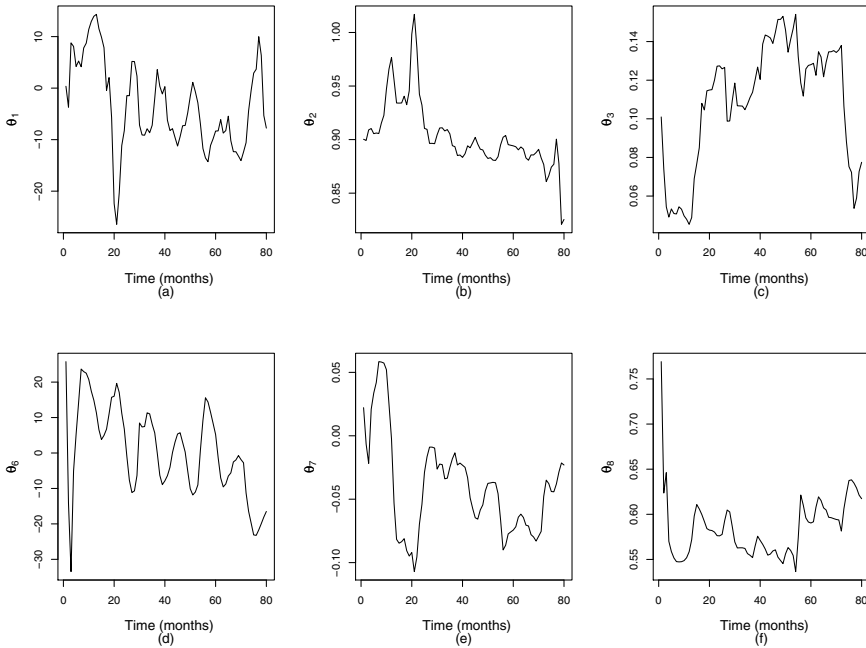 θ1
10
0
−10
−20
0 20 40 60 80
Time (months)
(a)
θ2
1.00
0.95
0.90
0.85
0 20 40 60 80
Time (months)
(b)
θ3
0.14
0.12
0.10
0.08
0.06
0 20 40 60 80
Time (months)
(c)
θ6
20
10
0
−10
−20
−30
0 20 40 60 80
Time (months)
(d)
θ7
0.05
0.00
−0.05
−0.10
0 20 40 60 80
Time (months)
(e)
θ8
0.75
0.70
0.65
0.60
0.55
0 20 40 60 80
Time (months)
(f)